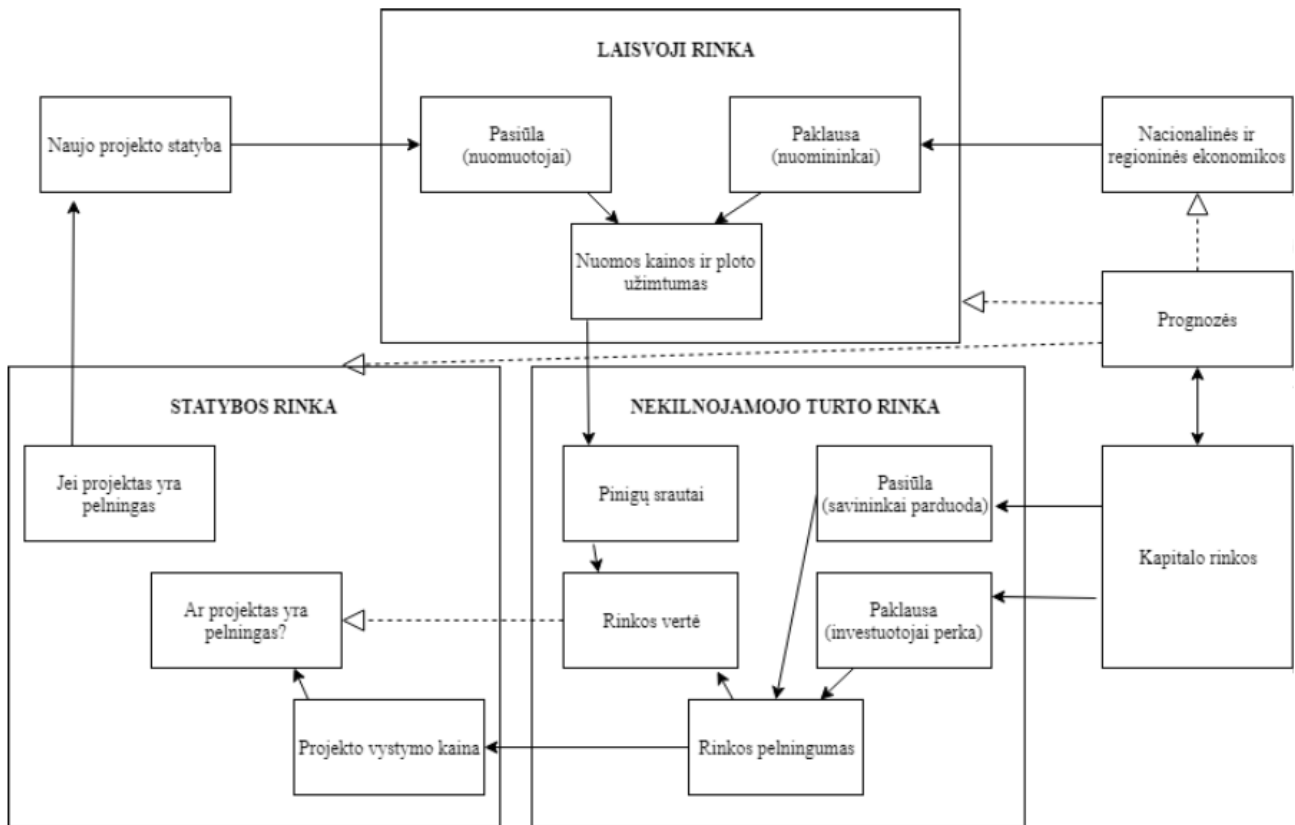 LAISVOJI RINKA
Naujo projekto statyba
Pasiūla
(nuomuotojai)
Paklausa
(nuomininkai)
Nacionalinės ir
regioninės ekonomikos
Nuomos kainos ir ploto
užimtumas
Prognozės
STATYBOS RINKA
Jei projektas yra
pelningas
Ar projektas yra
pelningas?
Projekto vystymo kaina
NEKILNOJAMOJO TURTO RINKA
Pinigų srautai
Pasiūla
(savininkai parduoda)
Rinkos vertė
Paklausa
(investuotojai perka)
Rinkos pelningumas
Kapitalo rinkos